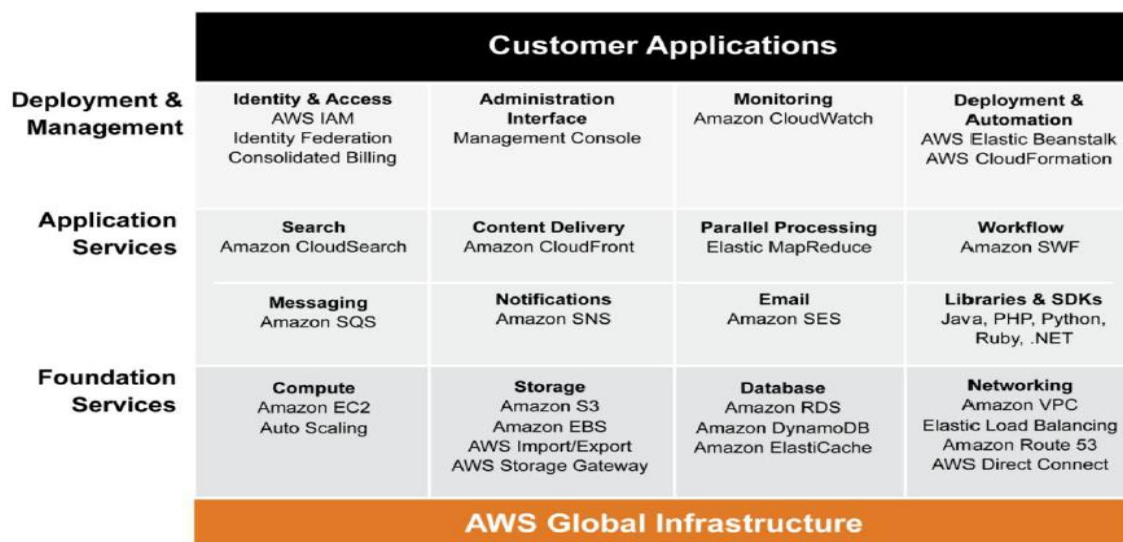 Customer Applications
Deployment &
Management
Identity & Access
AWS IAM
Identity Federation
Consolidated Billing
Administration
Interface
Management Console
Monitoring
Amazon CloudWatch
Deployment &
Automation
AWS Elastic Beanstalk
AWS CloudFormation
Application
Services
Search
Amazon CloudSearch
Content Delivery
Amazon CloudFront
Parallel Processing
Elastic MapReduce
Workflow
Amazon SWF
Messaging
Amazon SQS
Notifications
Amazon SNS
Email
Amazon SES
Libraries & SDKs
Java, PHP, Python,
Ruby, .NET
Foundation
Services
Compute
Amazon EC2
Auto Scaling
Storage
Amazon S3
Amazon EBS
AWS Import/Export
AWS Storage Gateway
Database
Amazon RDS
Amazon DynamoDB
Amazon ElastiCache
Networking
Amazon VPC
Elastic Load Balancing
Amazon Route 53
AWS Direct Connect
AWS Global Infrastructure